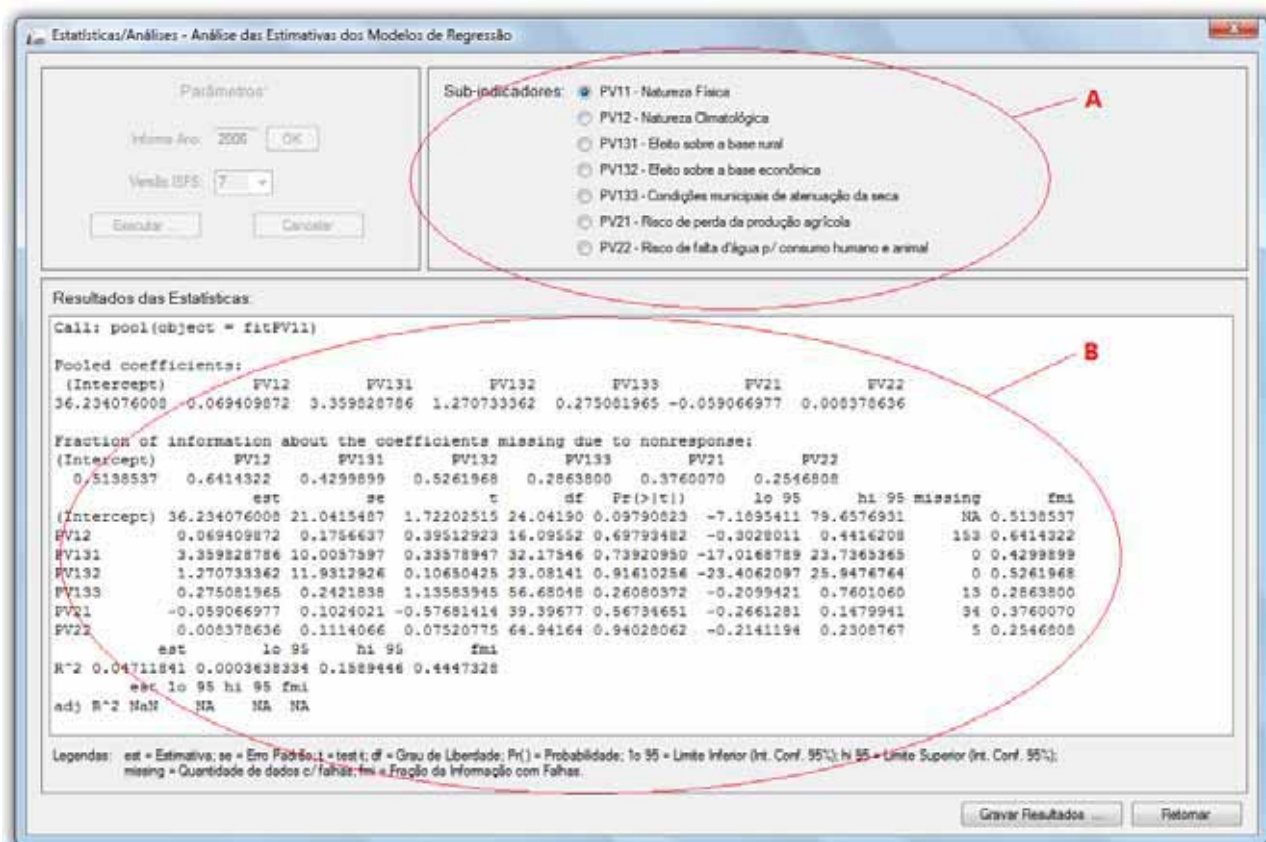 Estatísticas/Análises - Análise das Estimativas dos Modelos de Regressão
Parâmetros:
Informe Ano: 2006 OK
Versão ISFS: 7
Executar ... Cancelar
Sub-indicadores: PV11 - Natureza Física
PV12 - Natureza Climatológica
PV131 - Efeito sobre a base rural
PV132 - Efeito sobre a base econômica
PV133 - Condições municipais de atenuação da seca
PV21 - Risco de perda da produção agrícola
PV22 - Risco de falta d'água p/ consumo humano e animal
A
Resultados das Estatísticas:
Call: pool(object = fitPV11)
B
Pooled coefficients:
(Intercept) PV12 PV131 PV132 PV133 PV21 PV22
36.234076008 0.069409872 3.359828786 1.270733362 0.275081965 -0.059066977 0.008378636
Fraction of information about the coefficients missing due to nonresponse:
(Intercept) PV12 PV131 PV132 PV133 PV21 PV22
0.5138537 0.6414322 0.4299899 0.5261968 0.2863800 0.3760070 0.2546808
est se t df Pr(>|t|) lo 95 hi 95 missing fmi
(Intercept) 36.234076008 21.0415487 1.72202515 24.04190 0.09790823 -7.1895411 79.6576931 NA 0.5138537
PV12 0.069409872 0.1756637 0.39512923 16.09552 0.69793482 -0.3028011 0.4416208 153 0.6414322
PV131 3.359828786 10.0057597 0.33578947 32.17546 0.73920950 -17.0168789 23.7365365 0 0.4299899
PV132 1.270733362 11.9312926 0.10650425 23.08141 0.91610256 -23.4062097 25.9476764 0 0.5261968
PV133 0.275081965 0.2421838 1.13583945 56.68048 0.26080372 -0.2099421 0.7601060 13 0.2863800
PV21 -0.059066977 0.1024021 -0.57681414 39.39677 0.56734651 -0.2661281 0.1479941 34 0.3760070
PV22 0.008378636 0.1114066 0.07520775 64.94164 0.94028062 -0.2141194 0.2308767 5 0.2546808
est lo 95 hi 95 fmi
R^2 0.04711841 0.0003638334 0.1589446 0.4447328
est lo 95 hi 95 fmi
adj R^2 NaN NA NA NA
Legendas: est = Estimativa; se = Erro Padrão; t = test t; df = Grau de Liberdade; Pr( ) = Probabilidade; 1o 95 = Limite Inferior (Int. Conf. 95%); hi 95 = Limite Superior (Int. Conf. 95%);
missing = Quantidade de dados c/ falhas; fmi = Fração da Informação com Falhas.
Gravar Resultados ... Retornar